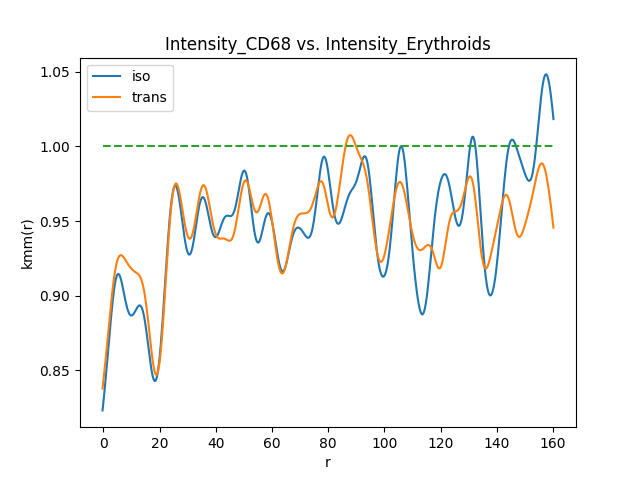 Intensity_CD68 vs. Intensity_Erythroids
iso
trans
1.05
1.00
0.95
0.90
0.85
kmm(r)
0 20 40 60 80 100 120 140 160
r